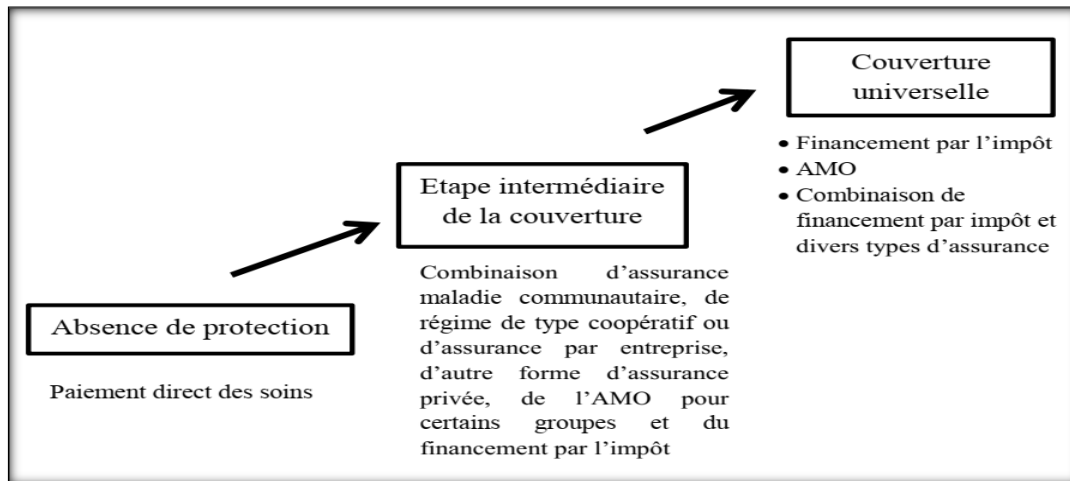 Absence de protection
Paiement direct des soins
Etape intermédiaire
de la couverture
Combinaison d’assurance
maladie communautaire, de
régime de type coopératif ou
d’assurance par entreprise,
d’autre forme d’assurance
privée, de l’AMO pour
certains groupes et du
financement par l’impôt
Couverture
universelle
• Financement par l’impôt
• AMO
• Combinaison de
financement par impôt et
divers types d’assurance